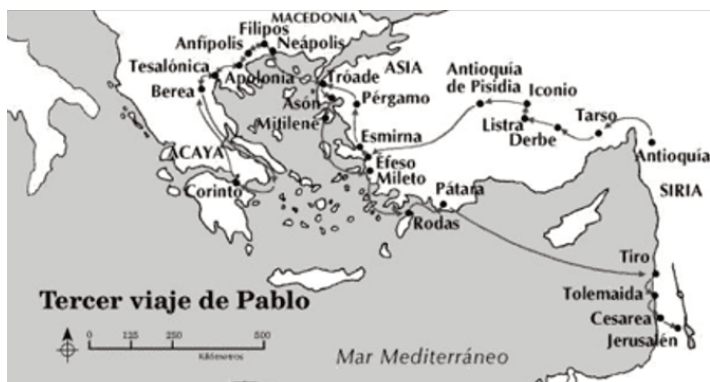 MACEDONIA
Filipos
Anfípolis
Neápolis
Tesalónica
Apolonia
Tróade
ASIA
Antioquía
de Pisidia
Iconio
Berea
Asón
Pérgamo
Tarso
Mitilene
Listra
Derbe
Esmirna
Antioquía
ACAYA
Efeso
Mileto
Corinto
Pátara
SIRIA
Rodas
Tiro
Tercer viaje de Pablo
Tolemaida
Cesarea
0 125 250 500
Kilómetros
Jerusalén
Mar Mediterráneo